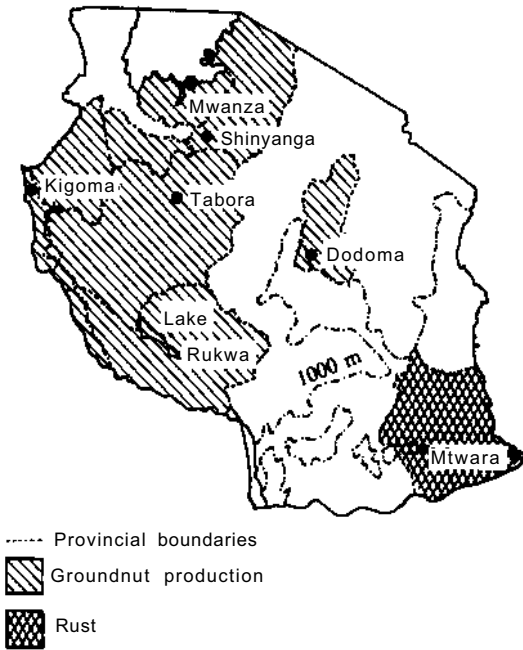 Mwanza
Shinyanga
Kigoma
Tabora
Dodoma
Lake
Rukwa
1000 m
Mtwara
Provincial boundaries
Groundnut production
Rust